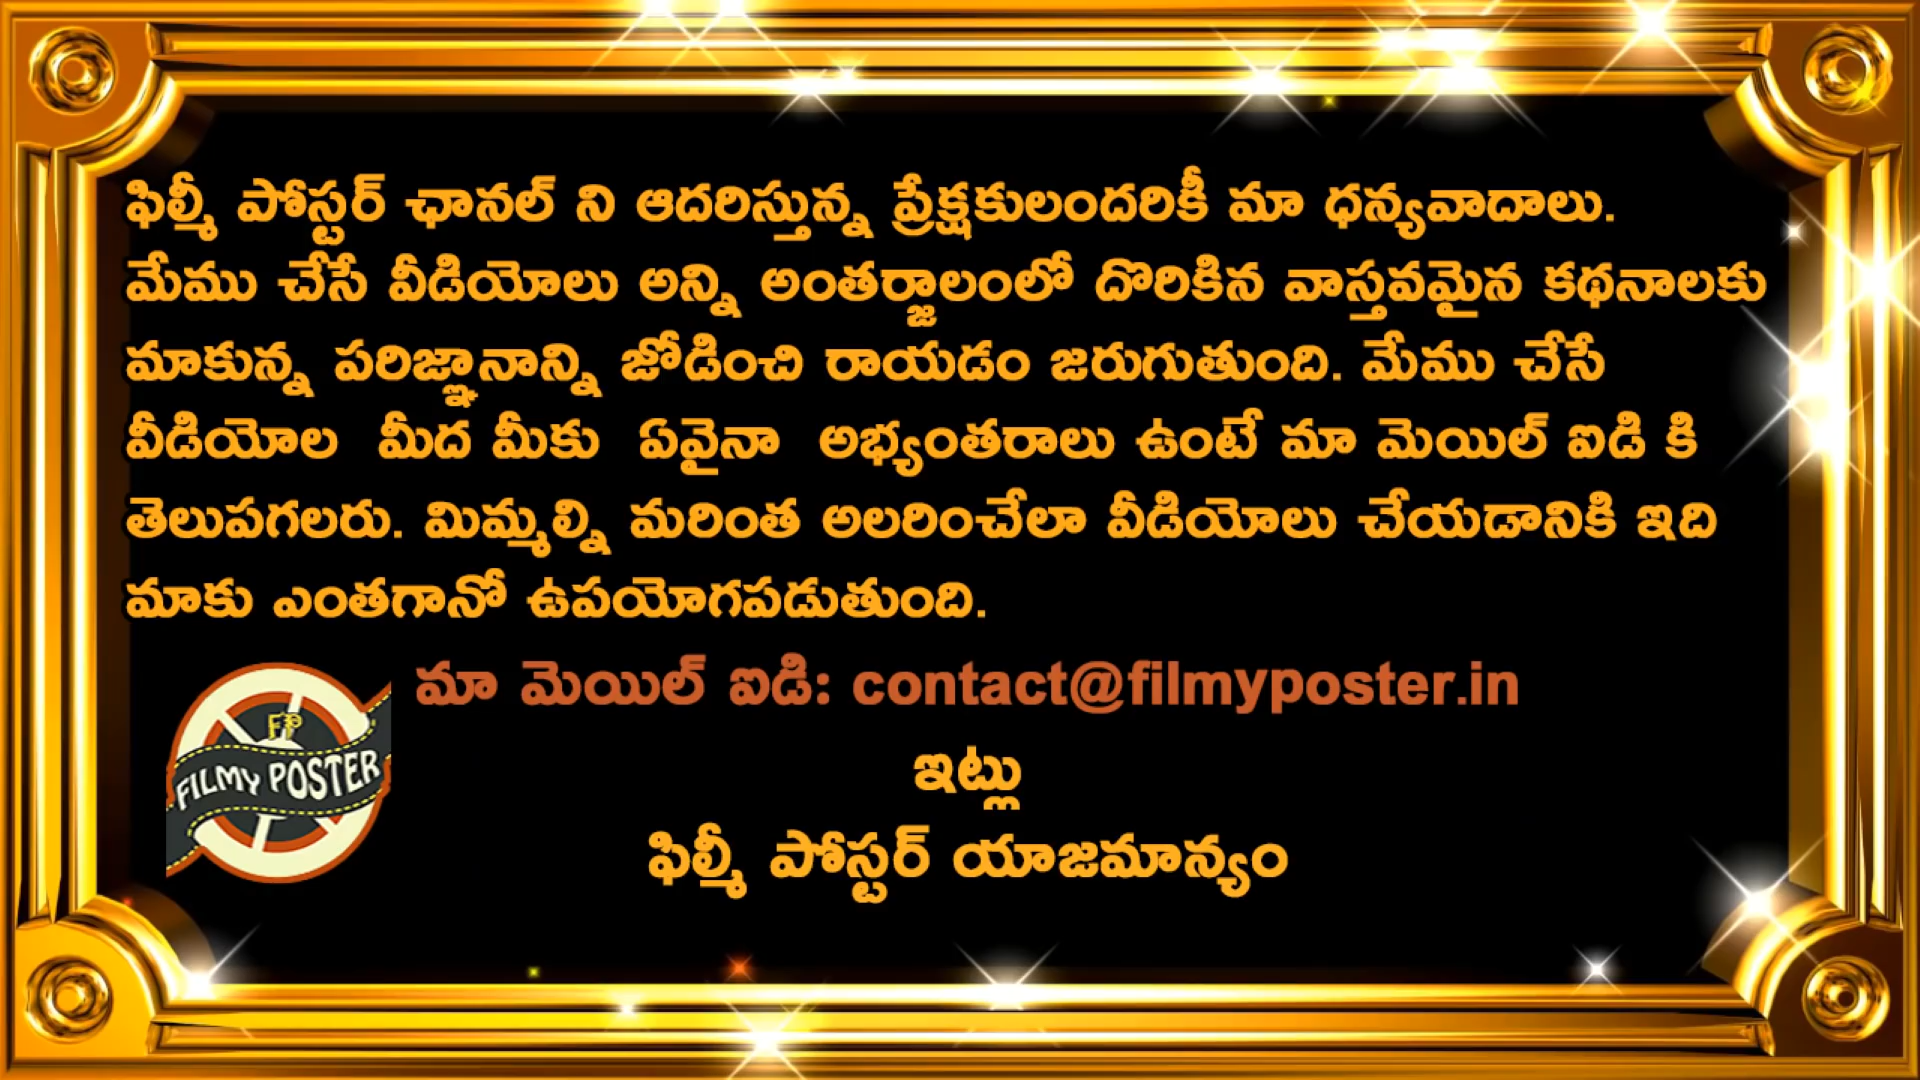 ఫిల్మీ పోస్టర్ ఛానల్ ని ఆదరిస్తున్న ప్రేక్షకులందరికీ మా ధన్యవాదాలు.
మేము చేసే వీడియోలు అన్ని అంతర్జాలంలో దొరికిన వాస్తవమైన కథనాలకు
మాకున్న పరిజ్ఞానాన్ని జోడించి రాయడం జరుగుతుంది. మేము చేసే
వీడియోల మీద మీకు ఏవైనా అభ్యంతరాలు ఉంటే మా మెయిల్ ఐడి కి
తెలుపగలరు. మిమ్మల్ని మరింత అలరించేలా వీడియోలు చేయడానికి ఇది
మాకు ఎంతగానో ఉపయోగపడుతుంది.
మా మెయిల్ ఐడి: contact@filmyposter.in
FP
FILMY POSTER
ఇట్లు
ఫిల్మీ పోస్టర్ యాజమాన్యం